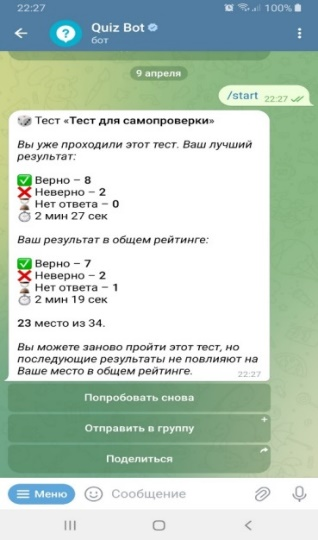 22:27
100%
Quiz Bot
бот
9 апреля
/start 22:27
Тест «Тест для самопроверки»
Вы уже проходили этот тест. Ваш лучший
результат:
Верно – 8
Неверно – 2
Нет ответа – 0
2 мин 27 сек
Ваш результат в общем рейтинге:
Верно – 7
Неверно – 2
Нет ответа – 1
2 мин 19 сек
23 место из 34.
Вы можете заново пройти этот тест, но
последующие результаты не повлияют на
Ваше место в общем рейтинге.
22:27
Попробовать снова
Отправить в группу
Поделиться
Меню
Сообщение